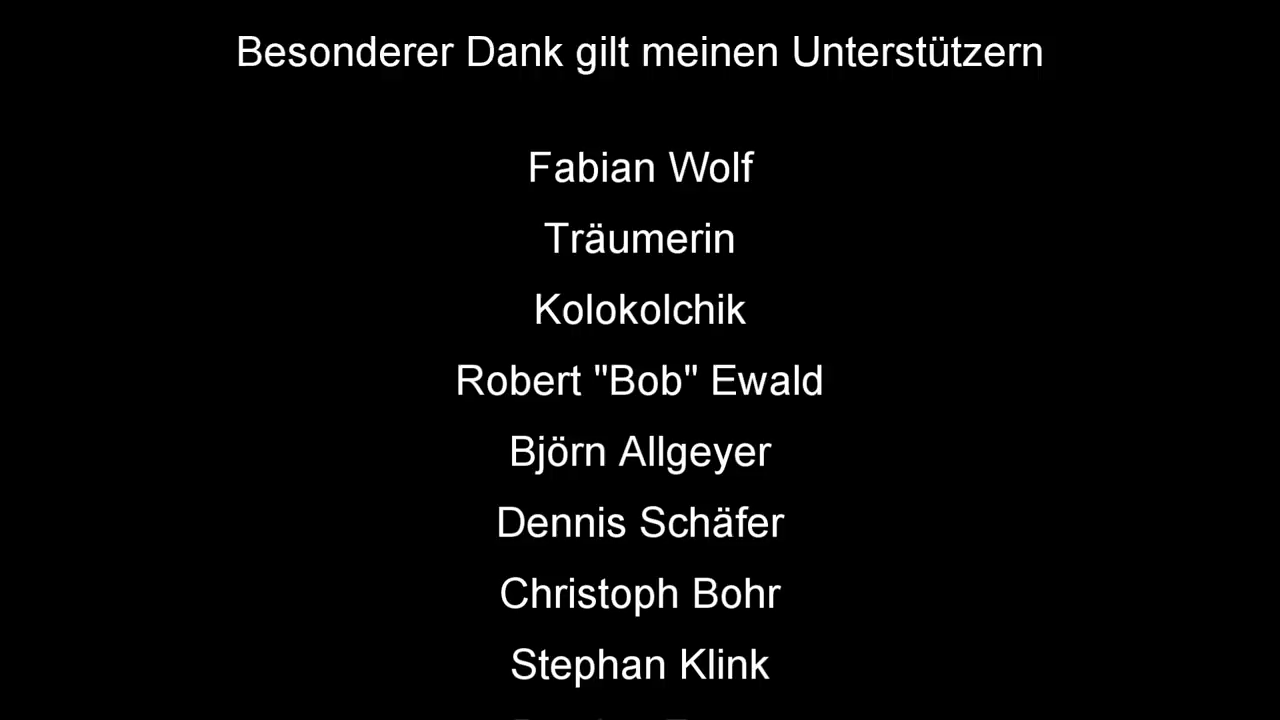 Besonderer Dank gilt meinen Unterstützern
Fabian Wolf
Träumerin
Kolokolchik
Robert "Bob" Ewald
Björn Allgeyer
Dennis Schäfer
Christoph Bohr
Stephan Klink